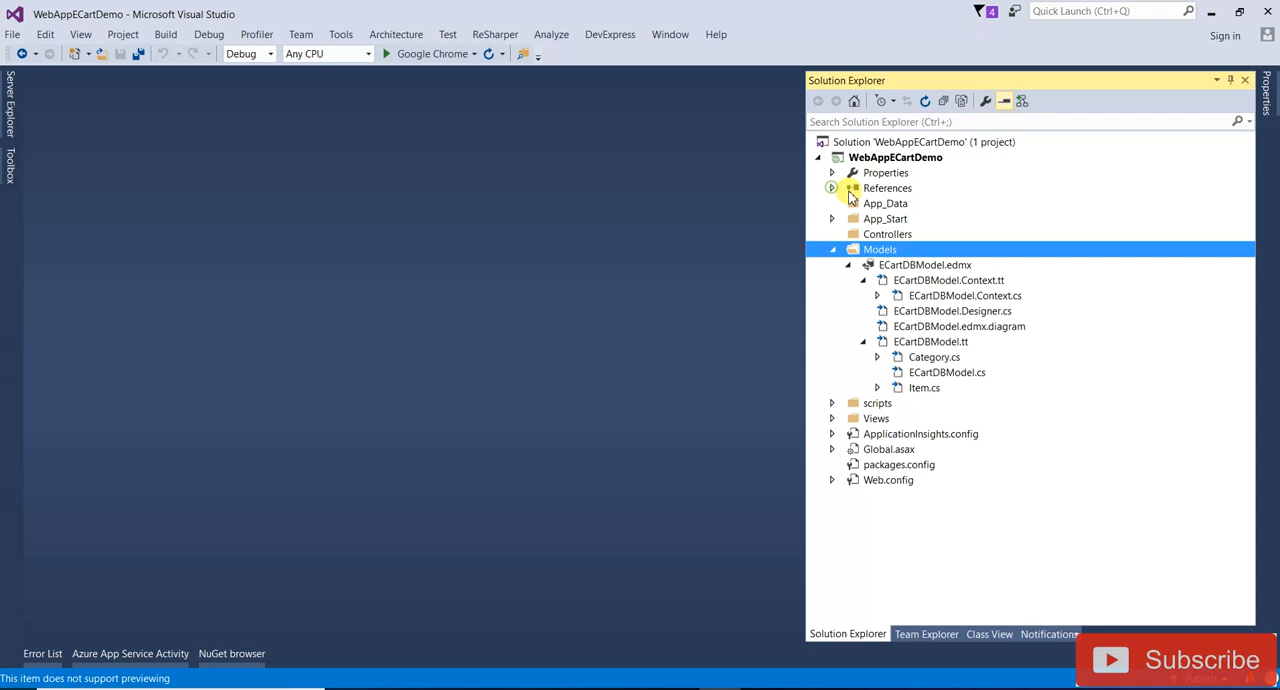 WebAppECartDemo - Microsoft Visual Studio
4
Quick Launch (Ctrl+Q)
File Edit View Project Build Debug Profiler Team Tools Architecture Test ReSharper Analyze DevExpress Window Help
Sign in
Debug Any CPU Google Chrome
Server Explorer
Toolbox
Solution Explorer
Properties
Search Solution Explorer (Ctrl+;)
Solution 'WebAppECartDemo' (1 project)
WebAppECartDemo
Properties
References
App_Data
App_Start
Controllers
Models
ECartDBModel.edmx
ECartDBModel.Context.tt
ECartDBModel.Context.cs
ECartDBModel.Designer.cs
ECartDBModel.edmx.diagram
ECartDBModel.tt
Category.cs
ECartDBModel.cs
Item.cs
scripts
Views
ApplicationInsights.config
Global.asax
packages.config
Web.config
Solution Explorer Team Explorer Class View Notifications
Error List Azure App Service Activity NuGet browser
Subscribe
This item does not support previewing
Publish